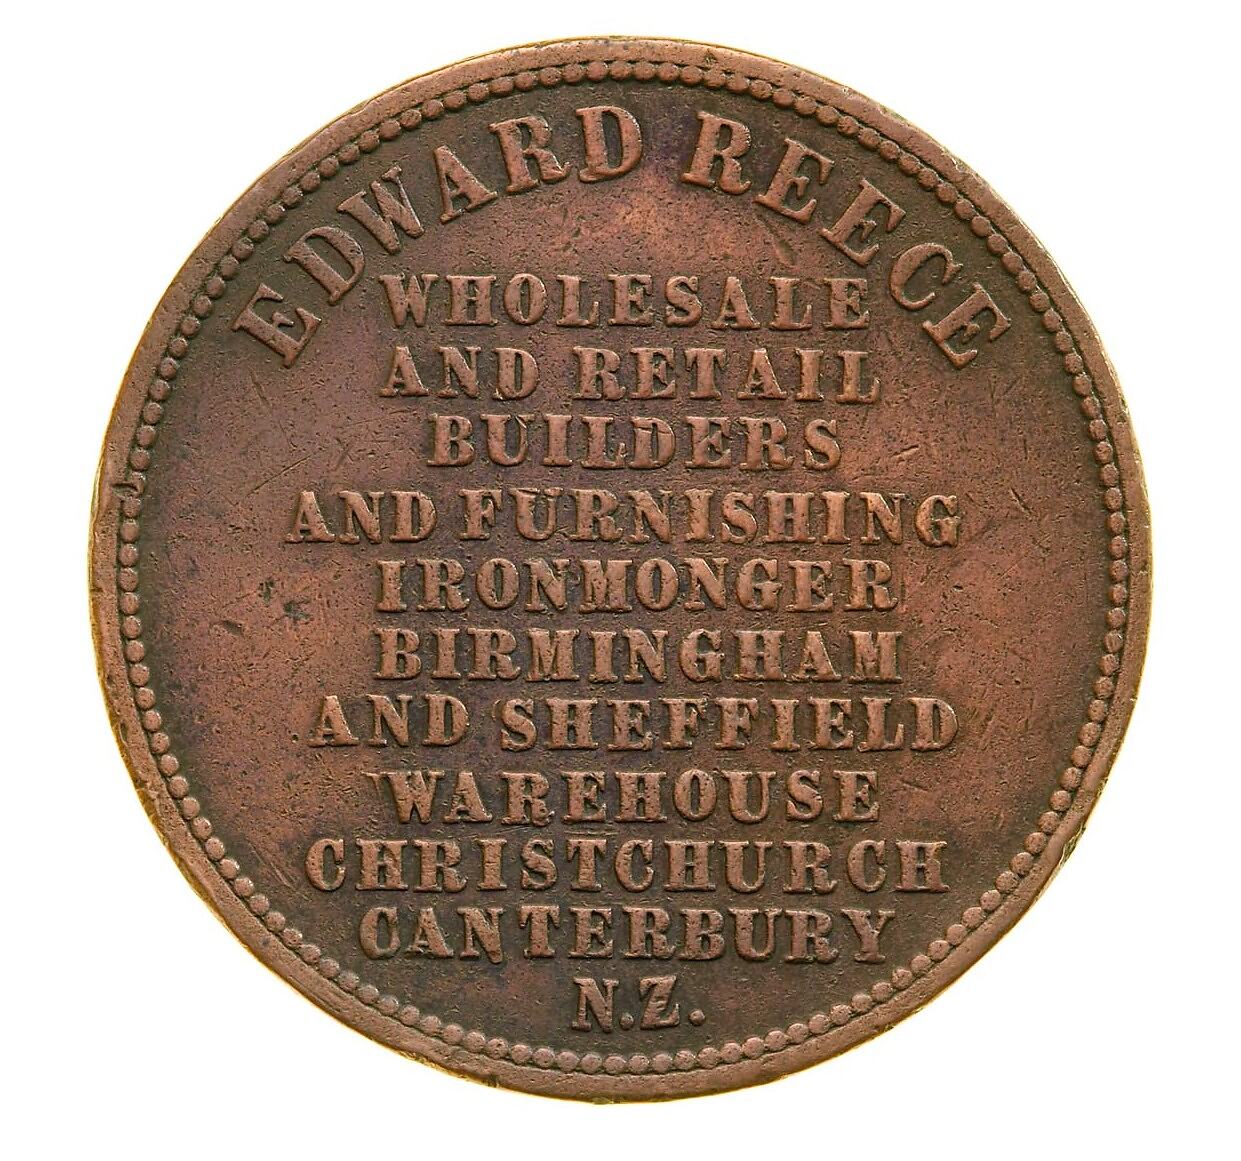 EDWARD REECE
WHOLESALE
AND RETAIL
BUILDERS
AND FURNISHING
IRONMONGER
BIRMINGHAM
AND SHEFFIELD
WAREHOUSE
CHRISTCHURCH
CANTERBURY
N.Z.